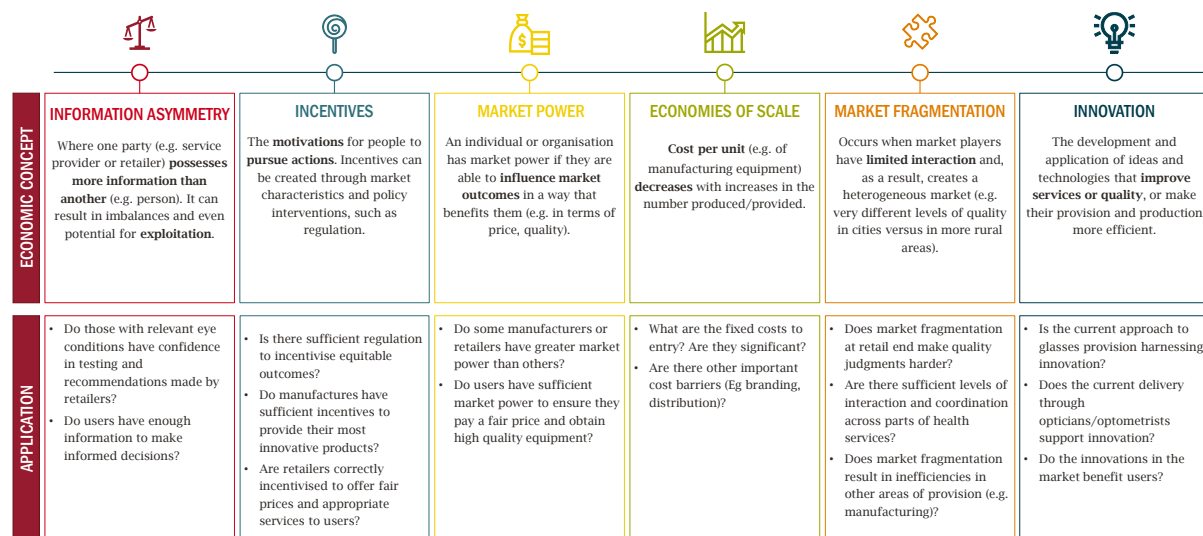 ECONOMIC CONCEPT
INFORMATION ASYMMETRY
Where one party (e.g. service
provider or retailer) possesses
more information than
another (e.g. person). It can
result in imbalances and even
potential for exploitation.
INCENTIVES
The motivations for people to
pursue actions. Incentives can
be created through market
characteristics and policy
interventions, such as
regulation.
MARKET POWER
An individual or organisation
has market power if they are
able to influence market
outcomes in a way that
benefits them (e.g. in terms of
price, quality).
ECONOMIES OF SCALE
Cost per unit (e.g. of
manufacturing equipment)
decreases with increases in the
number produced/provided.
MARKET FRAGMENTATION
Occurs when market players
have limited interaction and,
as a result, creates a
heterogeneous market (e.g.
very different levels of quality
in cities versus in more rural
areas).
INNOVATION
The development and
application of ideas and
technologies that improve
services or quality, or make
their provision and production
more efficient.
APPLICATION
• Do those with relevant eye
conditions have confidence
in testing and
recommendations made by
retailers?
• Do users have enough
information to make
informed decisions?
• Is there sufficient regulation
to incentivise equitable
outcomes?
• Do manufactures have
sufficient incentives to
provide their most
innovative products?
• Are retailers correctly
incentivised to offer fair
prices and appropriate
services to users?
• Do some manufacturers or
retailers have greater market
power than others?
• Do users have sufficient
market power to ensure they
pay a fair price and obtain
high quality equipment?
• What are the fixed costs to
entry? Are they significant?
• Are there other important
cost barriers (Eg branding,
distribution)?
• Does market fragmentation
at retail end make quality
judgments harder?
• Are there sufficient levels of
interaction and coordination
across parts of health
services?
• Does market fragmentation
result in inefficiencies in
other areas of provision (e.g.
manufacturing)?
• Is the current approach to
glasses provision harnessing
innovation?
• Does the current delivery
through
opticians/optometrists
support innovation?
• Do the innovations in the
market benefit users?